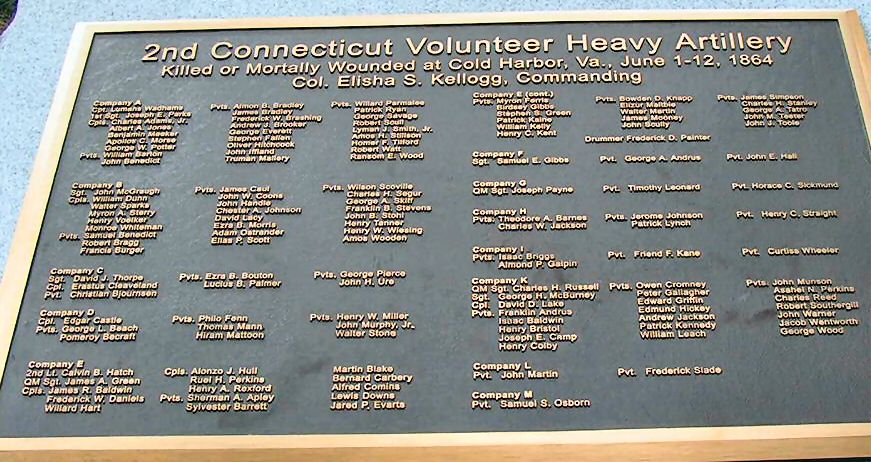 2nd Connecticut Volunteer Heavy Artillery
Killed or Mortally Wounded at Cold Harbor, Va., June 1-12, 1864
Col. Elisha S. Kellogg, Commanding
Company A
Cpt. Luman Wadhams
1st Sgt. Joseph E. Parks
Cpls. Charles Adams, Jr.
Albert A. Jones
Benjamin Meeker
Apollos C. Morse
George W. Potter
Pvts. William Barton
John Benedict
Pvts. Almon B. Bradley
James Bradley
Frederick W. Brashing
Andrew J. Brooker
George Everett
Stephen Fallen
Oliver Hitchcock
John Iffland
Truman Mallery
Pvts. Willard Parmalee
Patrick Ryan
George Savage
Robert Scull
Lyman J. Smith, Jr.
Amos H. Stillson
Homer F. Tilford
Robert Watt
Ransom E. Wood
Company B
Sgt. John McGraugh
Cpls. William Dunn
Walter Sparks
Myron A. Sterry
Henry Voelker
Monroe Whiteman
Pvts. Samuel Benedict
Robert Bragg
Francis Burger
Pvts. James Caul
John W. Coons
John Handle
Chester A. Johnson
David Lacy
Ezra B. Morris
Adam Ostrander
Elias P. Scott
Pvts. Wilson Scoville
Charles H. Segur
George A. Skiff
Franklin B. Stevens
John B. Stohl
Henry Tanner
Henry W. Wiesing
Amos Wooden
Company C
Sgt. David J. Thorpe
Cpl. Erastus Cleaveland
Pvt. Christian Bjournsen
Pvts. Ezra B. Bouton
Lucius B. Palmer
Pvts. George Pierce
John H. Ure
Company D
Cpl. Edgar Castle
Pvts. George L. Beach
Pomeroy Becraft
Pvts. Philo Fenn
Thomas Mann
Hiram Mattoon
Pvts. Henry W. Miller
John Murphy, Jr.
Walter Stone
Company E
2nd Lt. Calvin B. Hatch
QM Sgt. James A. Green
Cpls. James R. Baldwin
Frederick W. Daniels
Willard Hart
Cpls. Alonzo J. Hull
Ruel H. Perkins
Henry A. Rexford
Pvts. Sherman A. Apley
Sylvester Barrett
Martin Blake
Bernard Carbery
Alfred Comins
Lewis Downs
Jared P. Evarts
Company E (cont.)
Pvts. Myron Ferris
Birdsey Gibbs
Stephen S. Green
Patrick Kaine
William Kelly
Henry C. Kent
Pvts. Bowden D. Knapp
Elizur Maltbie
Walter Martin
James Mooney
John Scully
Drummer Frederick D. Painter
Pvts. James Simpson
Charles H. Stanley
George A. Tatro
John M. Teeter
John J. Toole
Company F
Sgt. Samuel E. Gibbs
Pvt. George A. Andrus
Pvt. John E. Hall
Company G
QM Sgt. Joseph Payne
Pvt. Timothy Leonard
Pvt. Horace C. Sickmund
Company H
Pvts. Theodore A. Barnes
Charles W. Jackson
Pvts. Jerome Johnson
Patrick Lynch
Pvt. Henry C. Straight
Company I
Pvts. Isaac Briggs
Almond P. Galpin
Pvt. Friend F. Kane
Pvt. Curtiss Wheeler
Company K
QM Sgt. Charles H. Russell
Sgt. George H. McBurney
Cpl. David D. Lake
Pvts. Franklin Andrus
Isaac Baldwin
Henry Bristol
Joseph E. Camp
Henry Colby
Pvts. Owen Cromney
Peter Gallagher
Edward Griffin
Edmund Hickey
Andrew Jackson
Patrick Kennedy
William Leach
Pvts. John Munson
Asahel N. Perkins
Charles Reed
Robert Southergill
John Warner
Jacob Wentworth
George Wood
Company L
Pvt. John Martin
Pvt. Frederick Slade
Company M
Pvt. Samuel S. Osborn